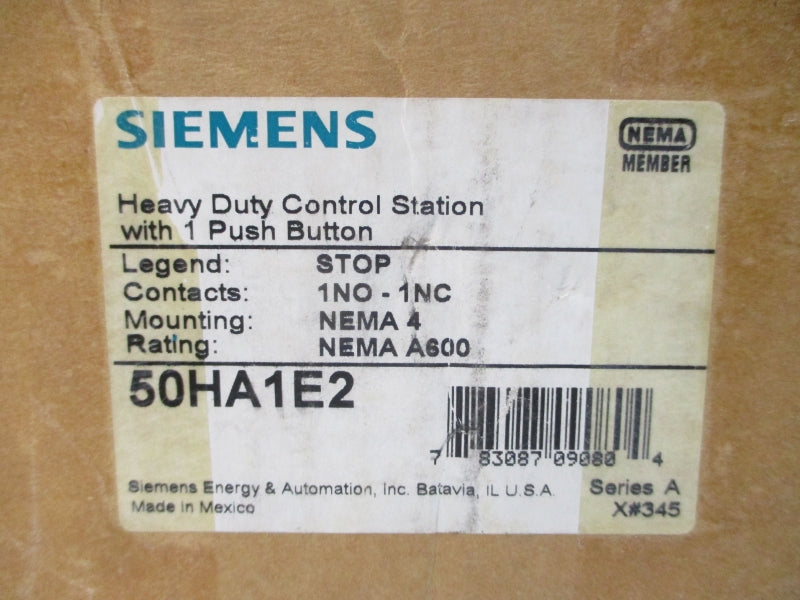 SIEMENS
NEMA
MEMBER
Heavy Duty Control Station
with 1 Push Button
Legend: STOP
Contacts: 1NO - 1NC
Mounting: NEMA 4
Rating: NEMA A600
50HA1E2
7 83087 09080 4
Siemens Energy & Automation, Inc. Batavia, IL U.S.A. Series A
Made in Mexico X#345